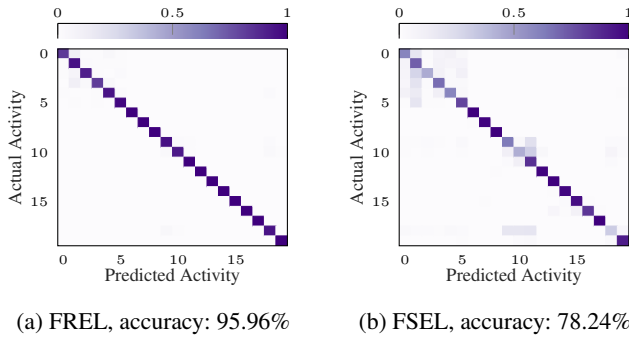 0 0.5 1
0 0.5 1
0
5
10
15
Actual Activity
0 5 10 15
Predicted Activity
0
5
10
15
Actual Activity
0 5 10 15
Predicted Activity
(a) FREL, accuracy: 95.96%
(b) FSEL, accuracy: 78.24%